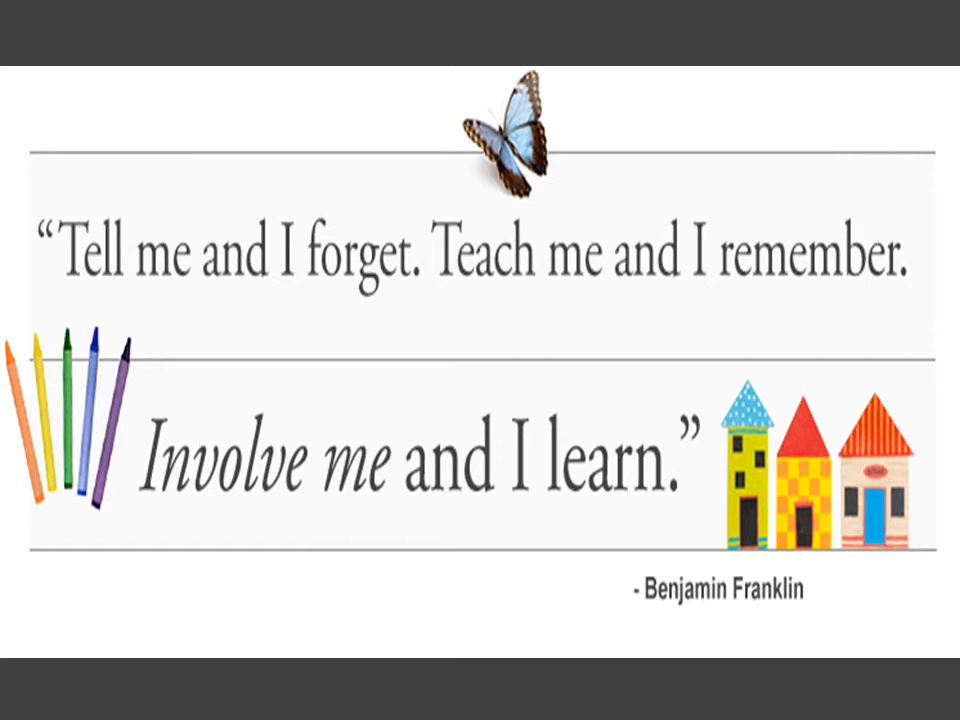 “Tell me and I forget. Teach me and I remember.
Involve me and I learn.”
- Benjamin Franklin